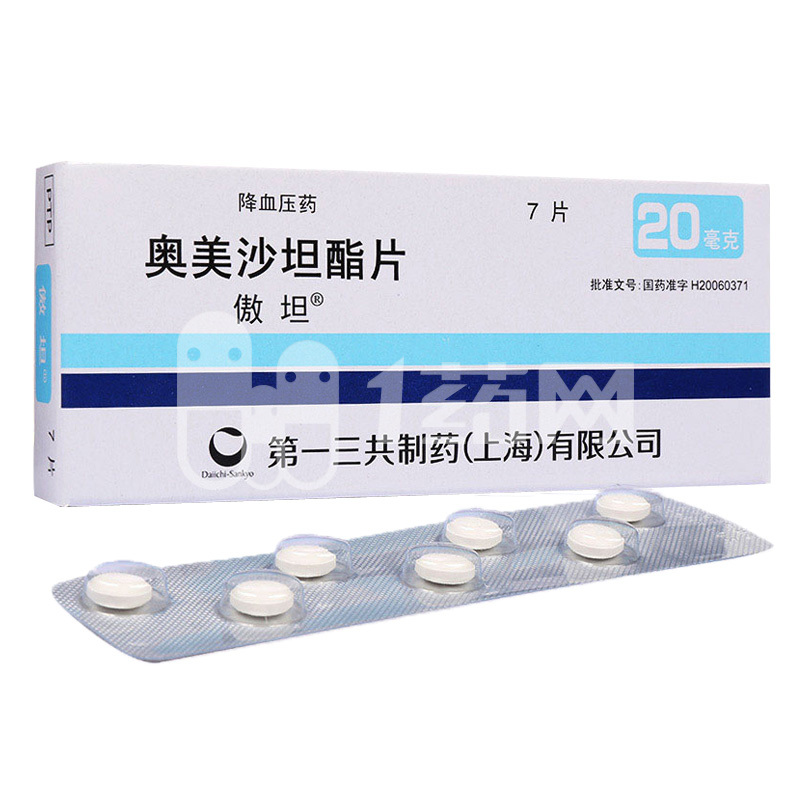 PTP
傲坦®
7片
降血压药
7 片
20毫克
奥美沙坦酯片
批准文号:国药准字 H20060371
傲坦®
1药网
Daiichi-Sankyo
第一三共制药(上海)有限公司